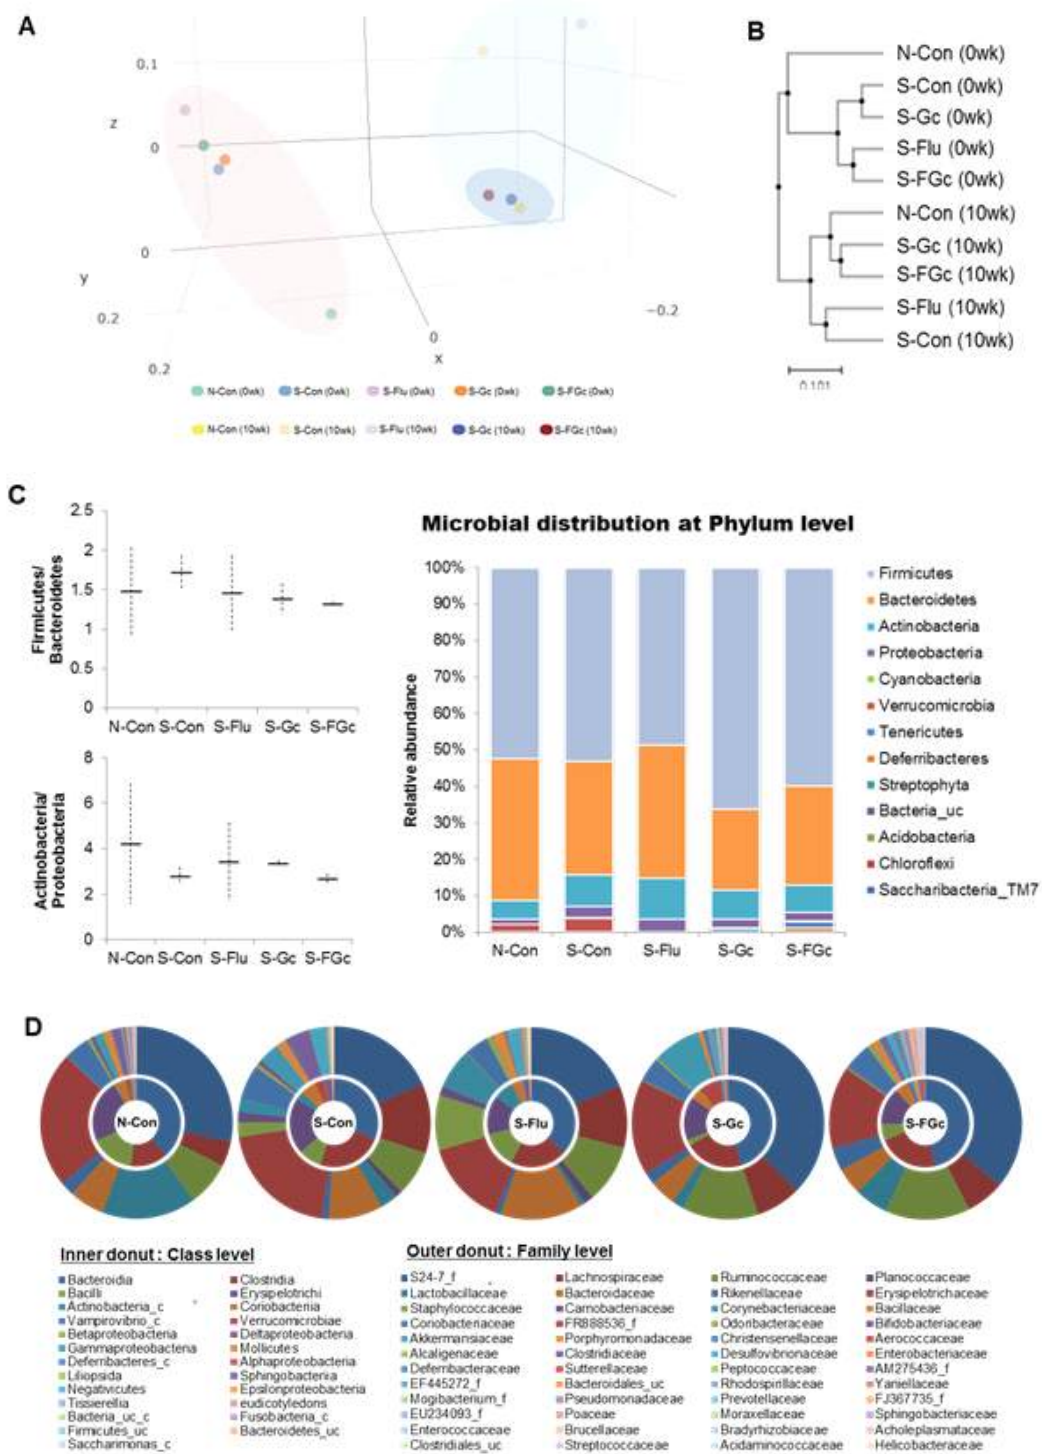 A
0.1
z
0
0
y
0.2
0.2
0
x
−0.2
N-Con (0wk) S-Con (0wk) S-Flu (0wk) S-Gc (0wk) S-FGc (0wk)
N-Con (10wk) S-Con (10wk) S-Flu (10wk) S-Gc (10wk) S-FGc (10wk)
B
N-Con (0wk)
S-Con (0wk)
S-Gc (0wk)
S-Flu (0wk)
S-FGc (0wk)
N-Con (10wk)
S-Gc (10wk)
S-FGc (10wk)
S-Flu (10wk)
S-Con (10wk)
0.101
C
2.5
2
1.5
1
0.5
0
Firmicutes/
Bacteroidetes
N-Con S-Con S-Flu S-Gc S-FGc
8
6
4
2
0
Actinobacteria/
Proteobacteria
N-Con S-Con S-Flu S-Gc S-FGc
Microbial distribution at Phylum level
100%
90%
80%
70%
60%
50%
40%
30%
20%
10%
0%
Relative abundance
N-Con S-Con S-Flu S-Gc S-FGc
Firmicutes
Bacteroidetes
Actinobacteria
Proteobacteria
Cyanobacteria
Verrucomicrobia
Tenericutes
Deferribacteres
Streptophyta
Bacteria_uc
Acidobacteria
Chloroflexi
Saccharibacteria_TM7
D
N-Con S-Con S-Flu S-Gc S-FGc
Inner donut : Class level
Bacteroidia Clostridia
Bacilli Erysipelotrichi
Actinobacteria_c Coriobacteriia
Vampirovibrio_c Verrucomicrobiae
Betaproteobacteria Deltaproteobacteria
Gammaproteobacteria Mollicutes
Deferribacteres_c Alphaproteobacteria
Liliopsida Sphingobacteria
Negativicutes Epsilonproteobacteria
Tissierellia eudicotyledons
Bacteria_uc_c Fusobacteria_c
Firmicutes_uc Bacteroidetes_uc
Saccharimonas_c
Outer donut : Family level
S24-7_f Lachnospiraceae Ruminococcaceae Planococcaceae
Lactobacillaceae Bacteroidaceae Rikenellaceae Erysipelotrichaceae
Staphylococcaceae Carnobacteriaceae Corynebacteriaceae Bacillaceae
Coriobacteriaceae FR888536_f Odoribacteraceae Bifidobacteriaceae
Akkermansiaceae Porphyromonadaceae Christensenellaceae Aerococcaceae
Alcaligenaceae Clostridiaceae Desulfovibrionaceae Enterobacteriaceae
Deferribacteraceae Sutterellaceae Peptococcaceae AM275436_f
EF445272_f Bacteroidales_uc Rhodospirillaceae Yaniellaceae
Mogibacterium_f Pseudomonadaceae Prevotellaceae FJ367735_f
EU234093_f Poaceae Moraxellaceae Sphingobacteriaceae
Enterococcaceae Brucellaceae Bradyrhizobiaceae Acholeplasmataceae
Clostridiales_uc Streptococcaceae Acidaminococcaceae Helicobacteraceae